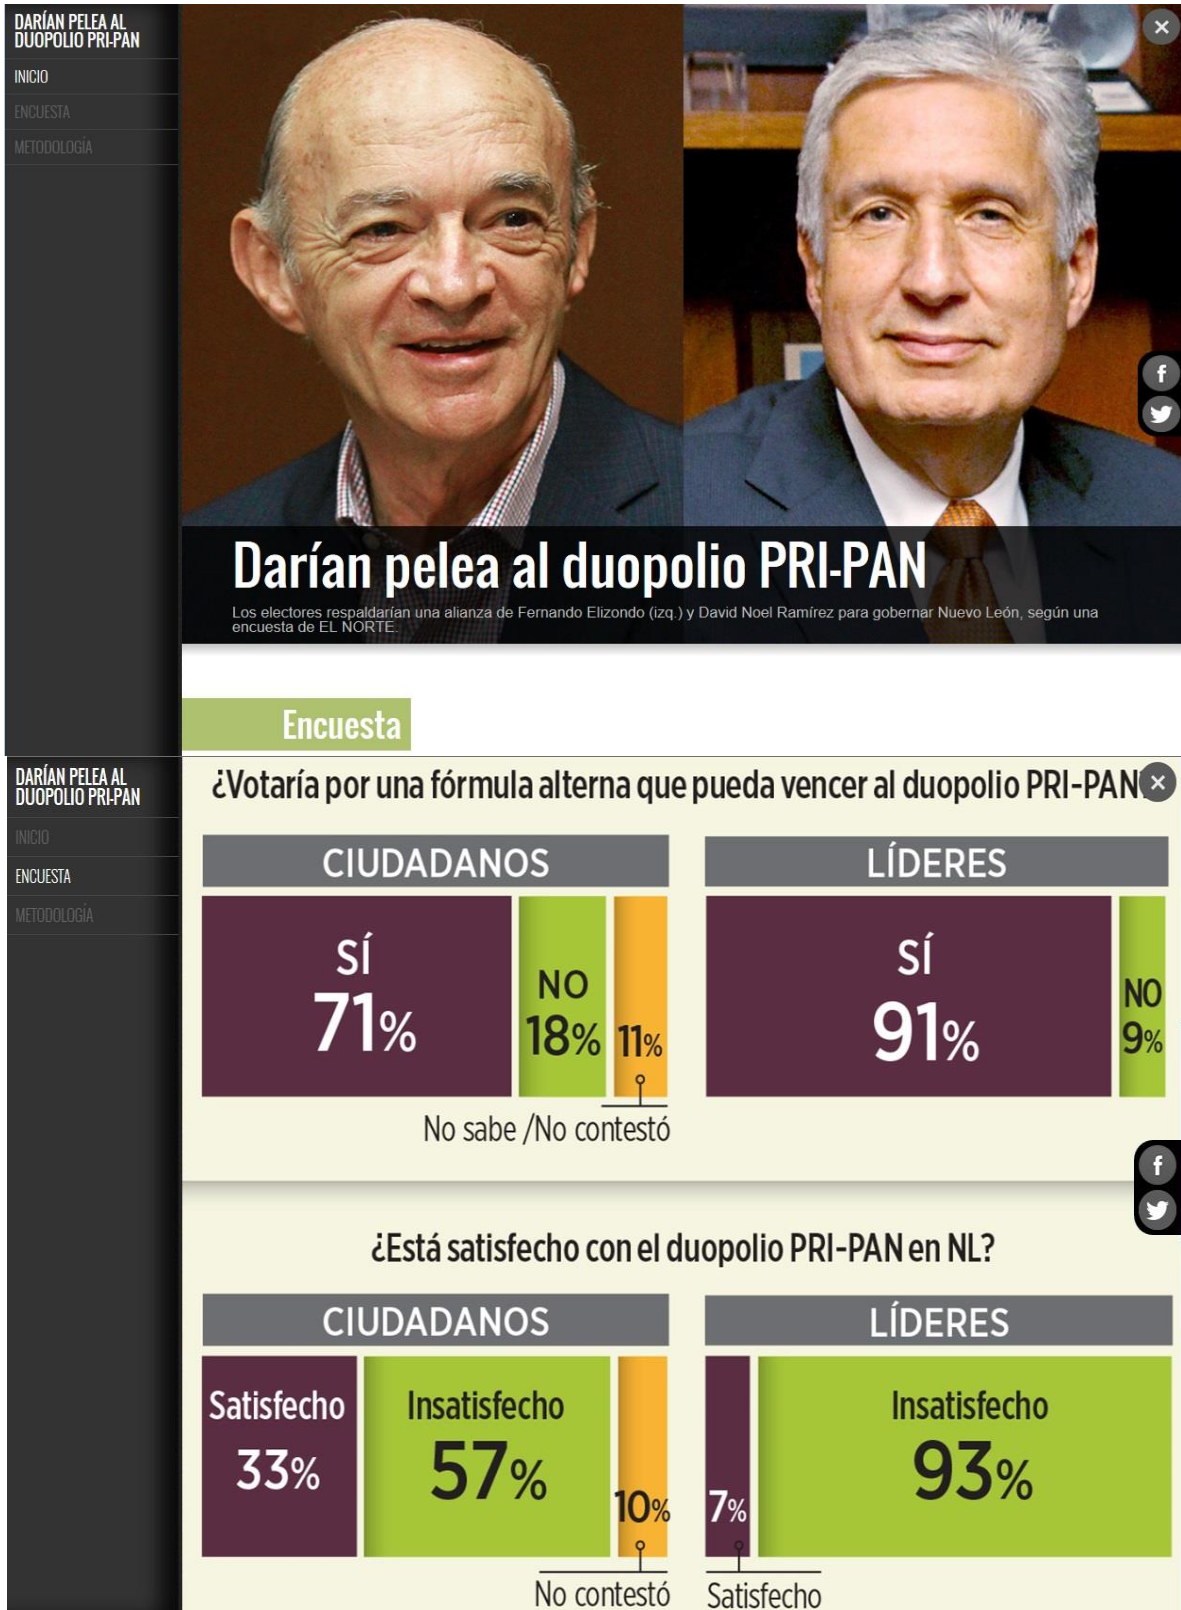 DARÍAN PELEA AL
DUOPOLIO PRI-PAN
INICIO
ENCUESTA
METODOLOGÍA
Darían pelea al duopolio PRI-PAN
Los electores respaldarían una alianza de Fernando Elizondo (izq.) y David Noel Ramírez para gobernar Nuevo León, según una
encuesta de EL NORTE.
Encuesta
DARÍAN PELEA AL
DUOPOLIO PRI-PAN
INICIO
ENCUESTA
METODOLOGÍA
¿Votaría por una fórmula alterna que pueda vencer al duopolio PRI-PAN
CIUDADANOS
SÍ
71%
NO
18%
11%
No sabe /No contestó
LÍDERES
SÍ
91%
NO
9%
¿Está satisfecho con el duopolio PRI-PAN en NL?
CIUDADANOS
Satisfecho
33%
Insatisfecho
57%
10%
No contestó
LÍDERES
7%
Satisfecho
Insatisfecho
93%